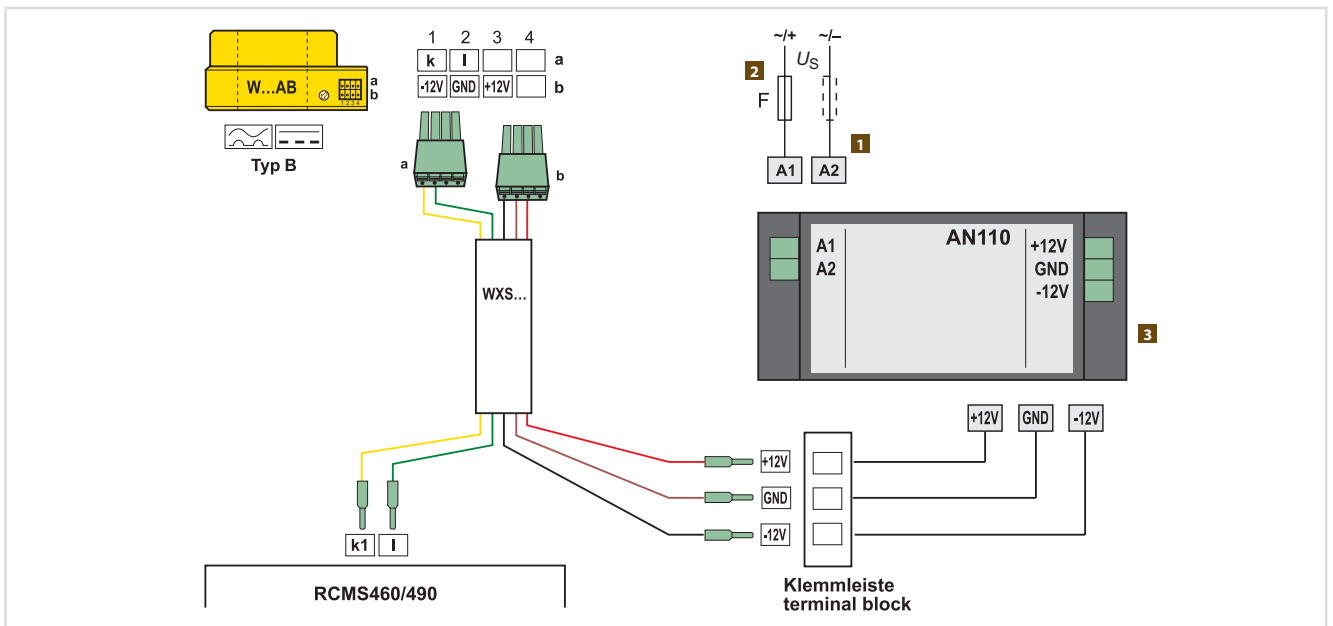 1 2 3 4
k l a
-12V GND +12V b
W...AB
a
b
1 2 3 4
Typ B
a
b
~/+ ~/–
US
2
F
1
A1 A2
AN110
A1
A2
+12V
GND
-12V
3
WXS...
+12V GND -12V
+12V
GND
-12V
k1 l
RCMS460/490
Klemmleiste
terminal block